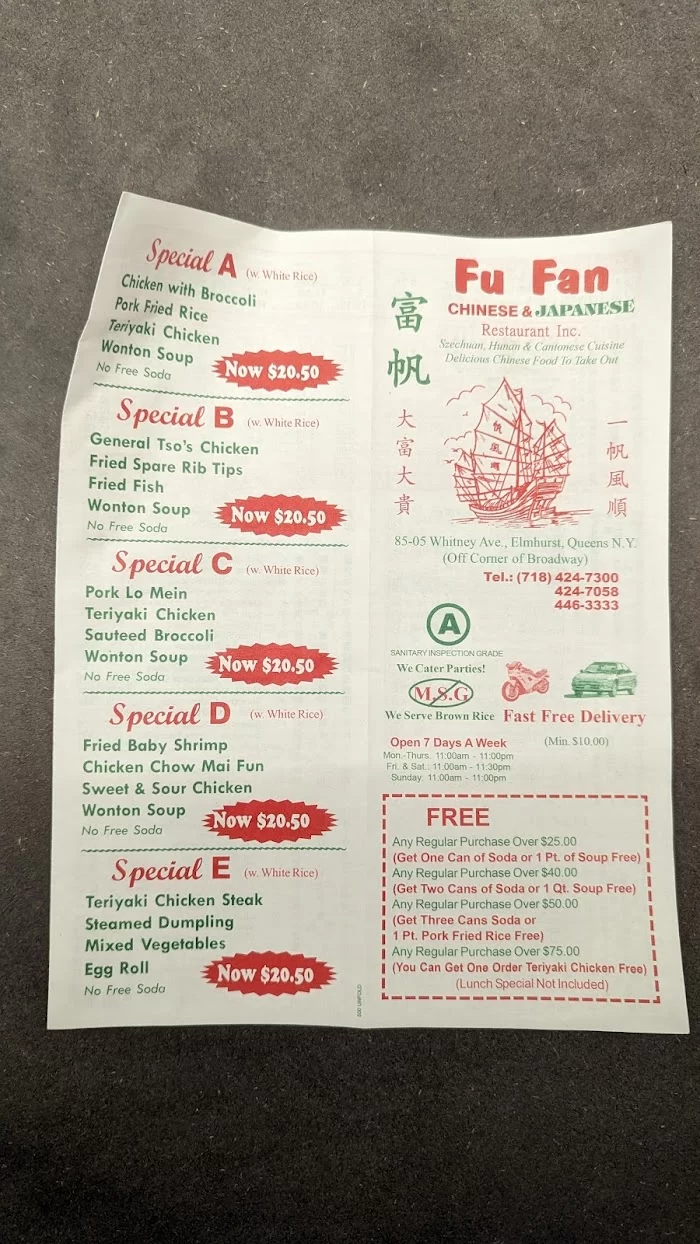 Special A (w. White Rice)
Chicken with Broccoli
Pork Fried Rice
Teriyaki Chicken
Wonton Soup
No Free Soda
Now $20.50
Special B (w. White Rice)
General Tso's Chicken
Fried Spare Rib Tips
Fried Fish
Wonton Soup
No Free Soda
Now $20.50
Special C (w. White Rice)
Pork Lo Mein
Teriyaki Chicken
Sauteed Broccoli
Wonton Soup
No Free Soda
Now $20.50
Special D (w. White Rice)
Fried Baby Shrimp
Chicken Chow Mai Fun
Sweet & Sour Chicken
Wonton Soup
No Free Soda
Now $20.50
Special E (w. White Rice)
Teriyaki Chicken Steak
Steamed Dumpling
Mixed Vegetables
Egg Roll
No Free Soda
Now $20.50
Fu Fan
CHINESE & JAPANESE
Restaurant Inc.
Szechuan, Hunan & Cantonese Cuisine
Delicious Chinese Food To Take Out
富帆
大富大貴
帆風順
一帆風順
85-05 Whitney Ave., Elmhurst, Queens N.Y.
(Off Corner of Broadway)
Tel.: (718) 424-7300
424-7058
446-3333
A
SANITARY INSPECTION GRADE
We Cater Parties!
M.S.G
We Serve Brown Rice
Fast Free Delivery
(Min. $10.00)
Open 7 Days A Week
Mon.-Thurs. 11:00am - 11:00pm
Fri. & Sat.: 11:00am - 11:30pm
Sunday: 11:00am - 11:00pm
FREE
Any Regular Purchase Over $25.00
(Get One Can of Soda or 1 Pt. of Soup Free)
Any Regular Purchase Over $40.00
(Get Two Cans of Soda or 1 Qt. Soup Free)
Any Regular Purchase Over $50.00
(Get Three Cans Soda or
1 Pt. Pork Fried Rice Free)
Any Regular Purchase Over $75.00
(You Can Get One Order Teriyaki Chicken Free)
(Lunch Special Not Included)